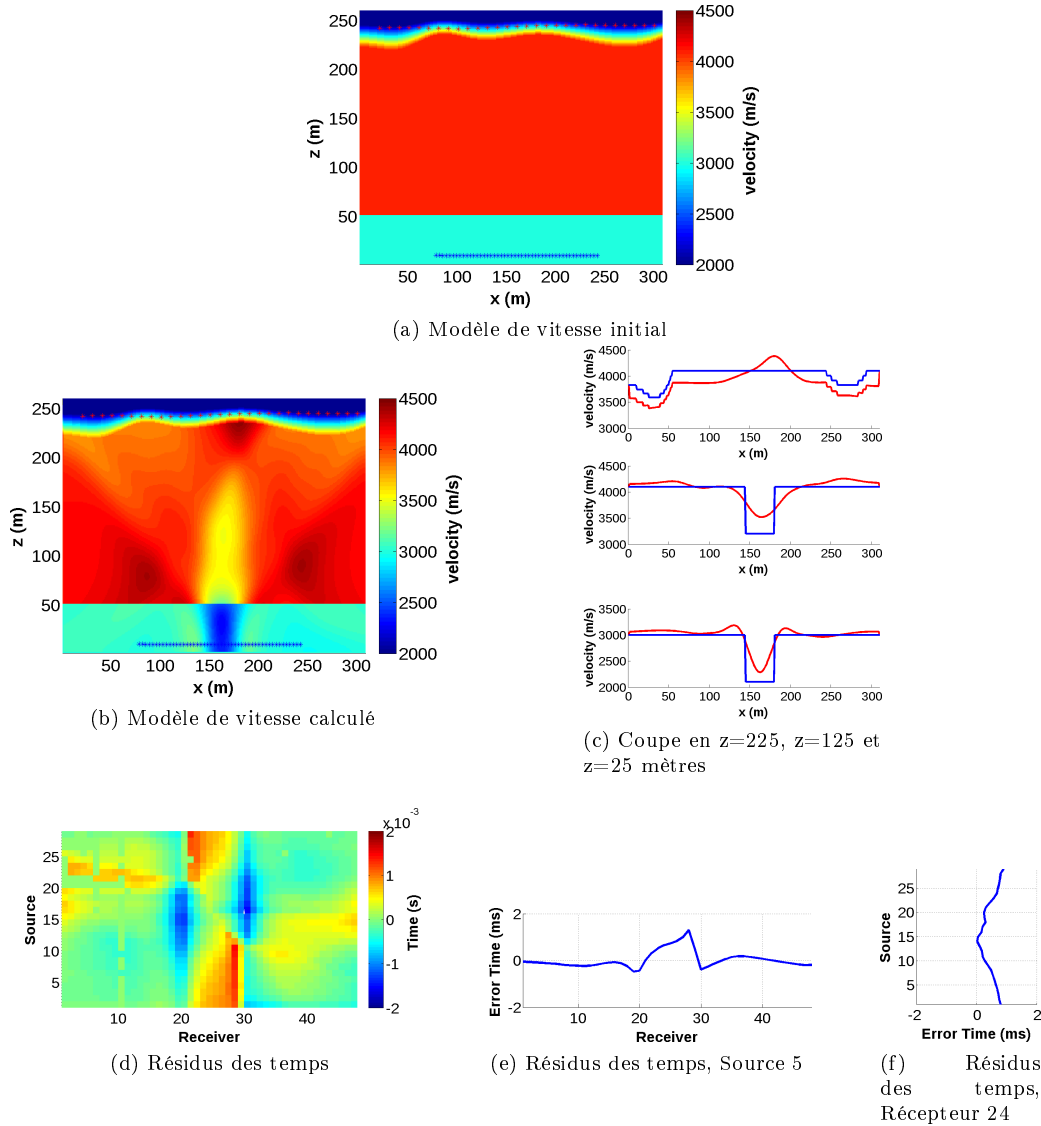 250
200
150
100
50
z (m)
50 100 150 200 250 300
x (m)
4500
4000
3500
3000
2500
2000
velocity (m/s)
(a) Modèle de vitesse initial
250
200
150
100
50
z (m)
50 100 150 200 250 300
x (m)
4500
4000
3500
3000
2500
2000
velocity (m/s)
(b) Modèle de vitesse calculé
4500
4000
3500
3000
velocity (m/s)
0 50 100 150 200 250 300
x (m)
4500
4000
3500
3000
velocity (m/s)
0 50 100 150 200 250 300
x (m)
3500
3000
2500
2000
velocity (m/s)
0 50 100 150 200 250 300
x (m)
(c) Coupe en z=225, z=125 et
z=25 mètres
25
20
15
10
5
Source
10 20 30 40
Receiver
x 10-3
2
1
0
-1
-2
Time (s)
(d) Résidus des temps
2
0
-2
Error Time (ms)
10 20 30 40
Receiver
(e) Résidus des temps, Source 5
25
20
15
10
5
Source
-2 0 2
Error Time (ms)
(f) Résidus
des temps,
Récepteur 24